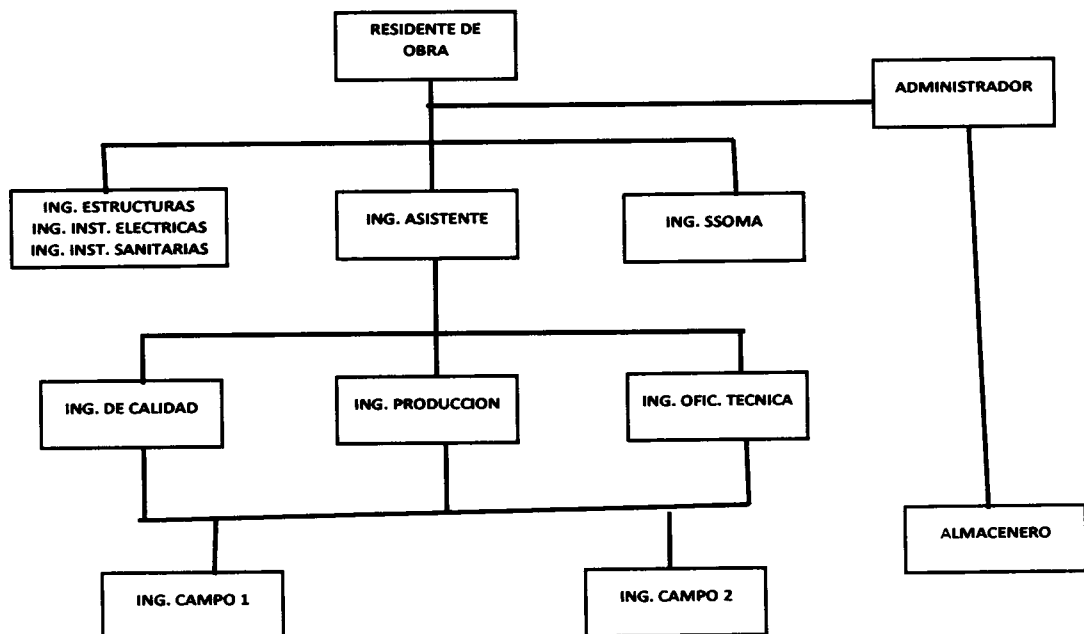 RESIDENTE DE
OBRA
ADMINISTRADOR
ING. ESTRUCTURAS
ING. INST. ELECTRICAS
ING. INST. SANITARIAS
ING. ASISTENTE
ING. SSOMA
ING. DE CALIDAD
ING. PRODUCCION
ING. OFIC. TECNICA
ALMACENERO
ING. CAMPO 1
ING. CAMPO 2